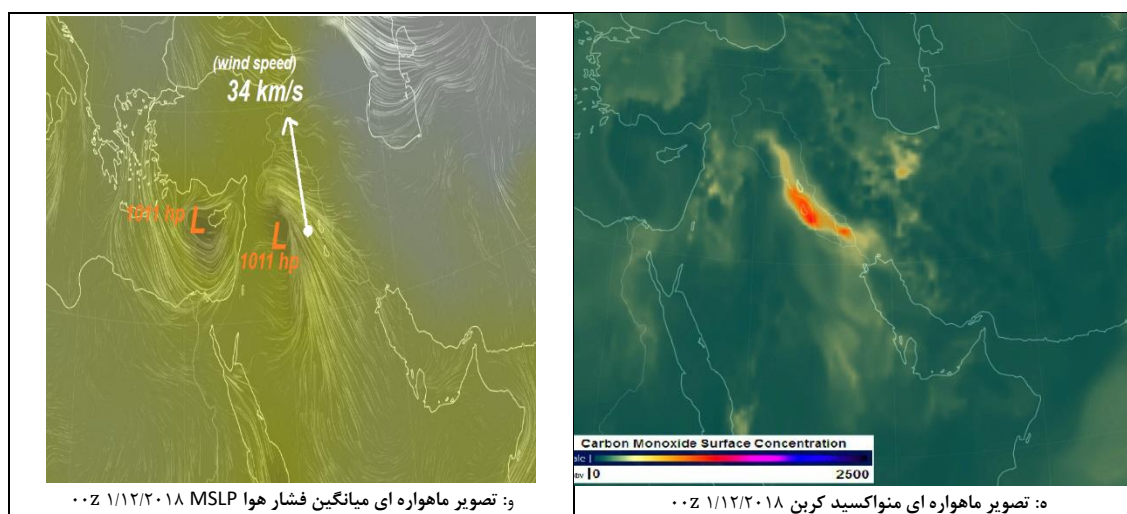 (wind speed)
34 km/s
1011 hp
L
L
1011 hp
و: تصویر ماهواره ای میانگین فشار هوا MSLP ۱/۱۲/۲۰۱۸ ۰۰Z
Carbon Monoxide Surface Concentration
0
2500
ه: تصویر ماهواره ای منواکسید کربن ۱/۱۲/۲۰۱۸ ۰۰Z